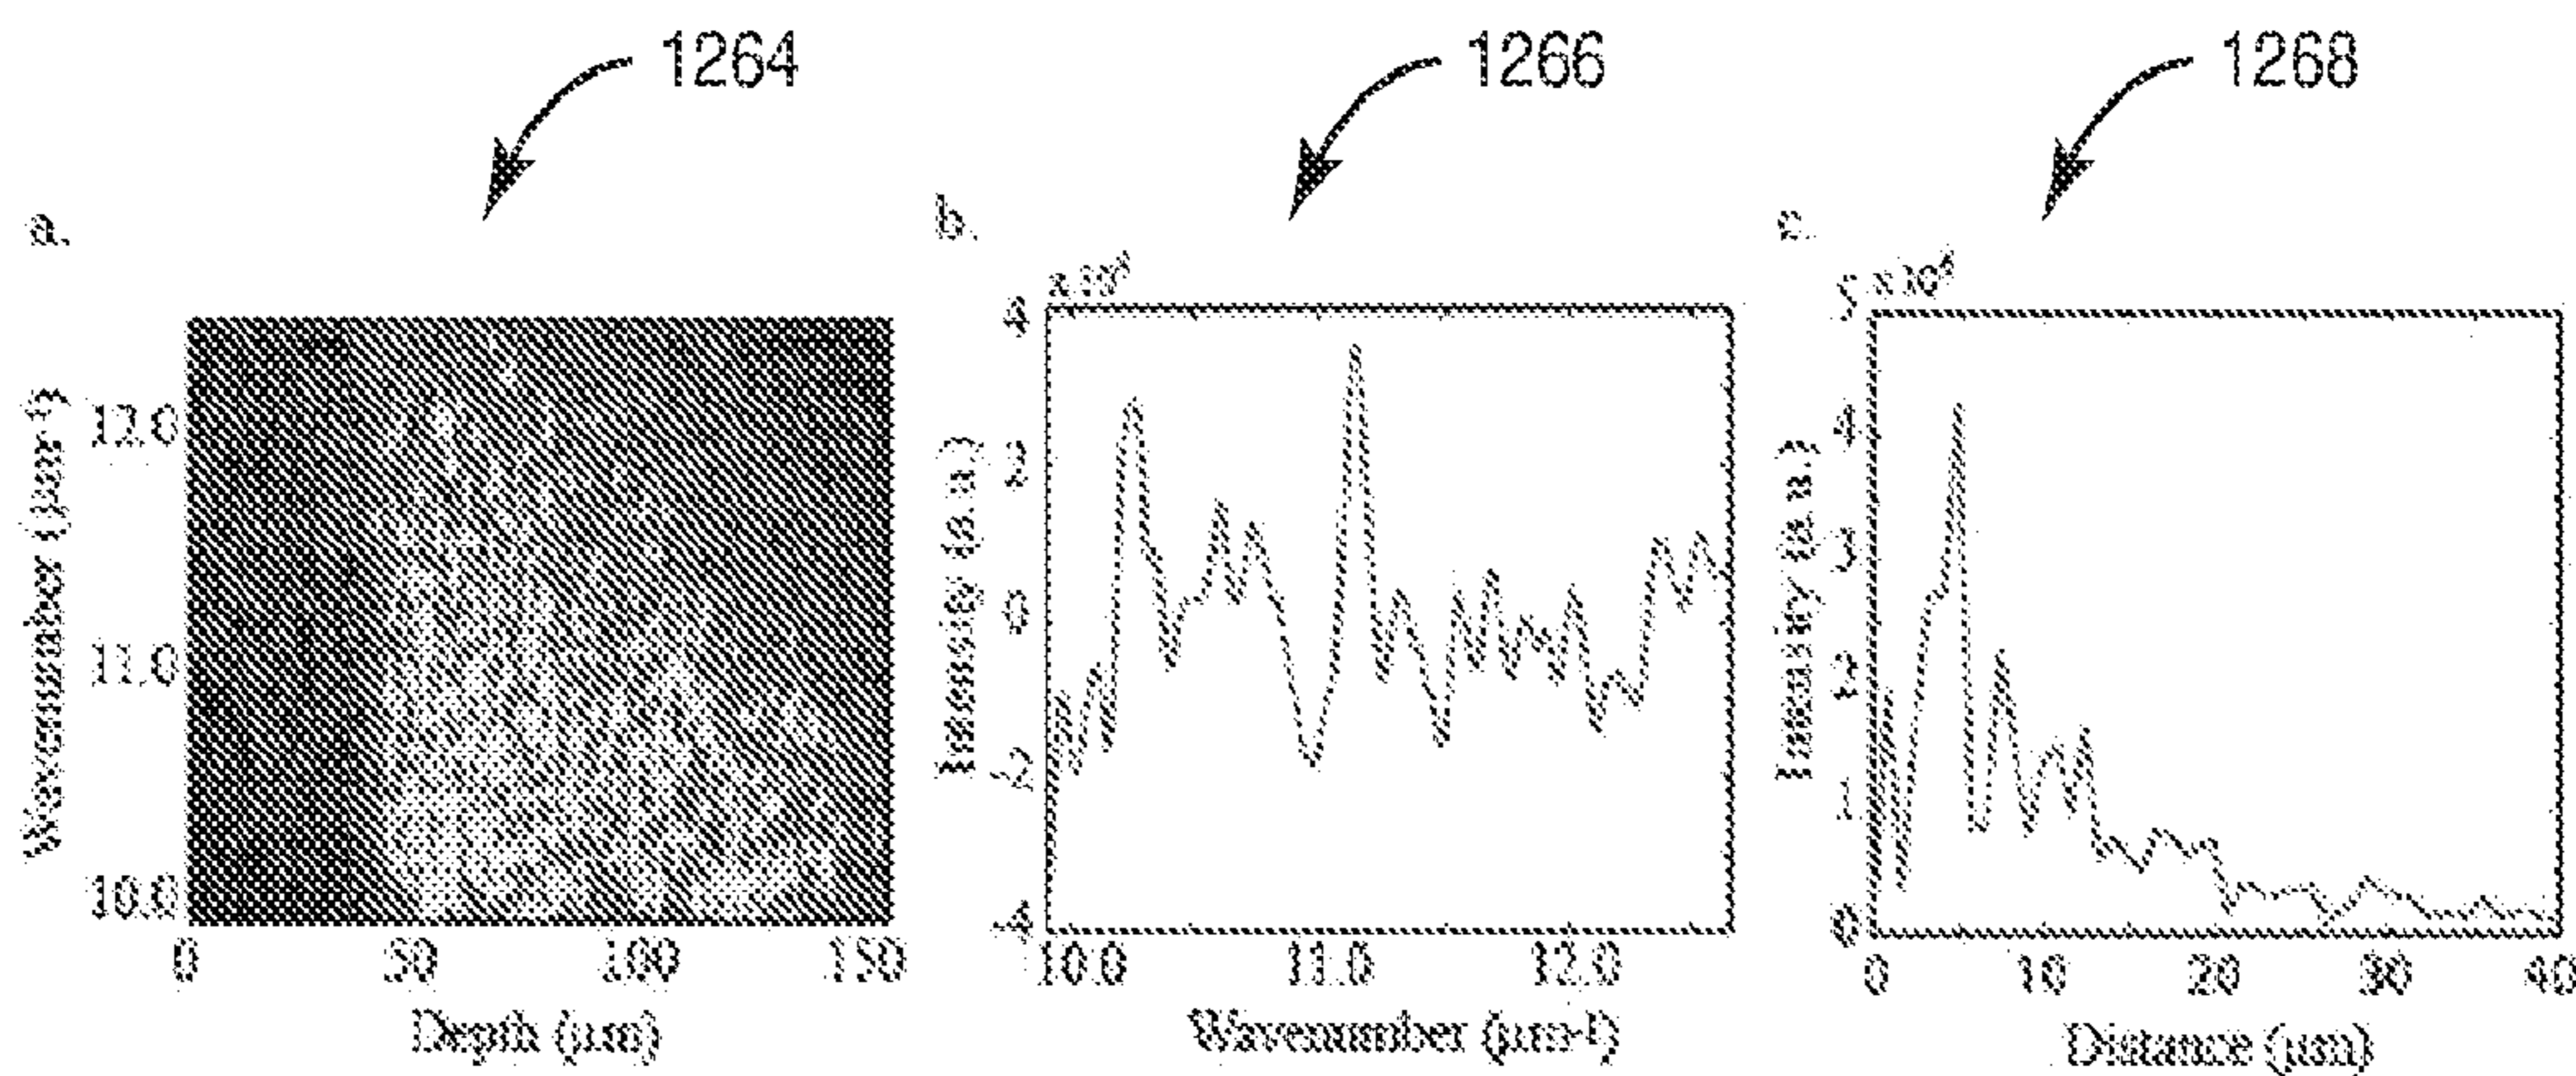 1264
1266
1268
a.
b.
c.
4
2
0
-2
-4
5
4
3
2
1
0
12.0
11.0
10.0
Wavenumber (μm⁻¹)
Intensity (a.u.)
Intensity (a.u.)
0 50 100 150
10.0 11.0 12.0
0 10 20 30 40
Depth (μm)
Wavenumber (μm-1)
Distance (μm)